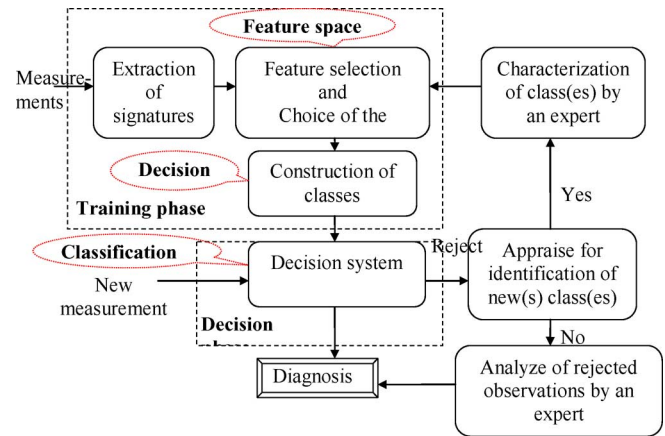 Feature space
Measure-
ments
Extraction
of
signatures
Feature selection
and
Choice of the
Characterization
of class(es) by
an expert
Decision
Construction of
classes
Training phase
Yes
Classification
Decision system
Reject
Appraise for
identification of
new(s) class(es)
New
measurement
Decision
No
Diagnosis
Analyze of rejected
observations by an
expert